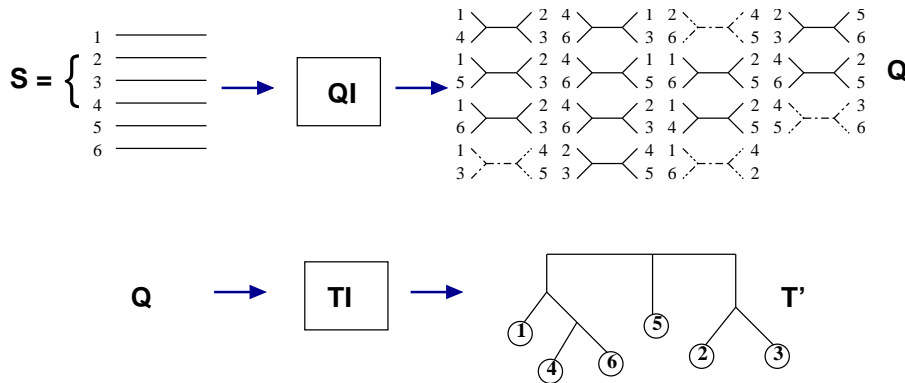 1 2 4 1 2 4 2 5
4 3 6 3 6 5 3 6
1
2
3
4
5
6
S = {
QI
1 2 4 1 1 2 4 2
5 3 6 5 6 5 6 5
Q
1 2 4 2 1 2 4 3
6 3 6 3 4 5 5 6
1 4 2 4 1 4
3 5 3 5 6 2
Q
TI
T'
1
4
6
5
2
3